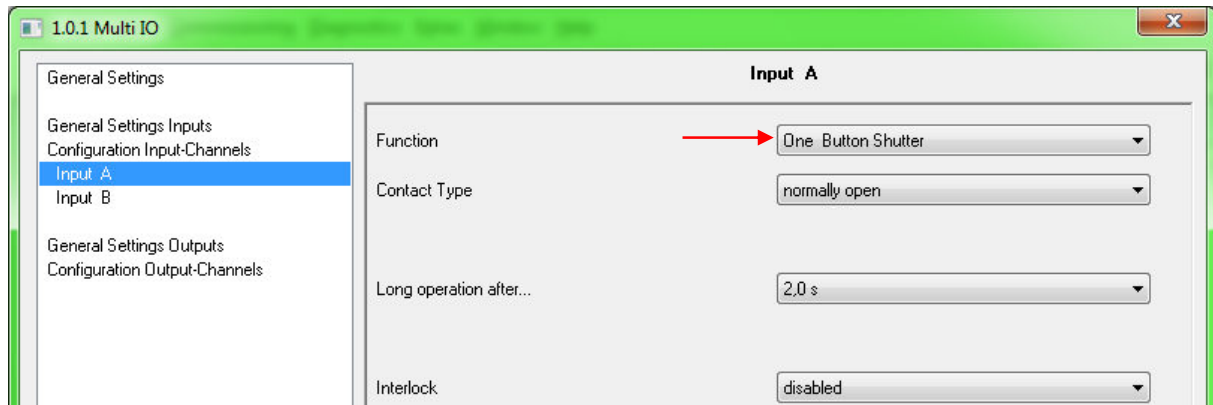 1.0.1 Multi IO
General Settings
General Settings Inputs
Configuration Input-Channels
Input A
Input B
General Settings Outputs
Configuration Output-Channels
Input A
Function
One Button Shutter
Contact Type
normally open
Long operation after...
2,0 s
Interlock
disabled